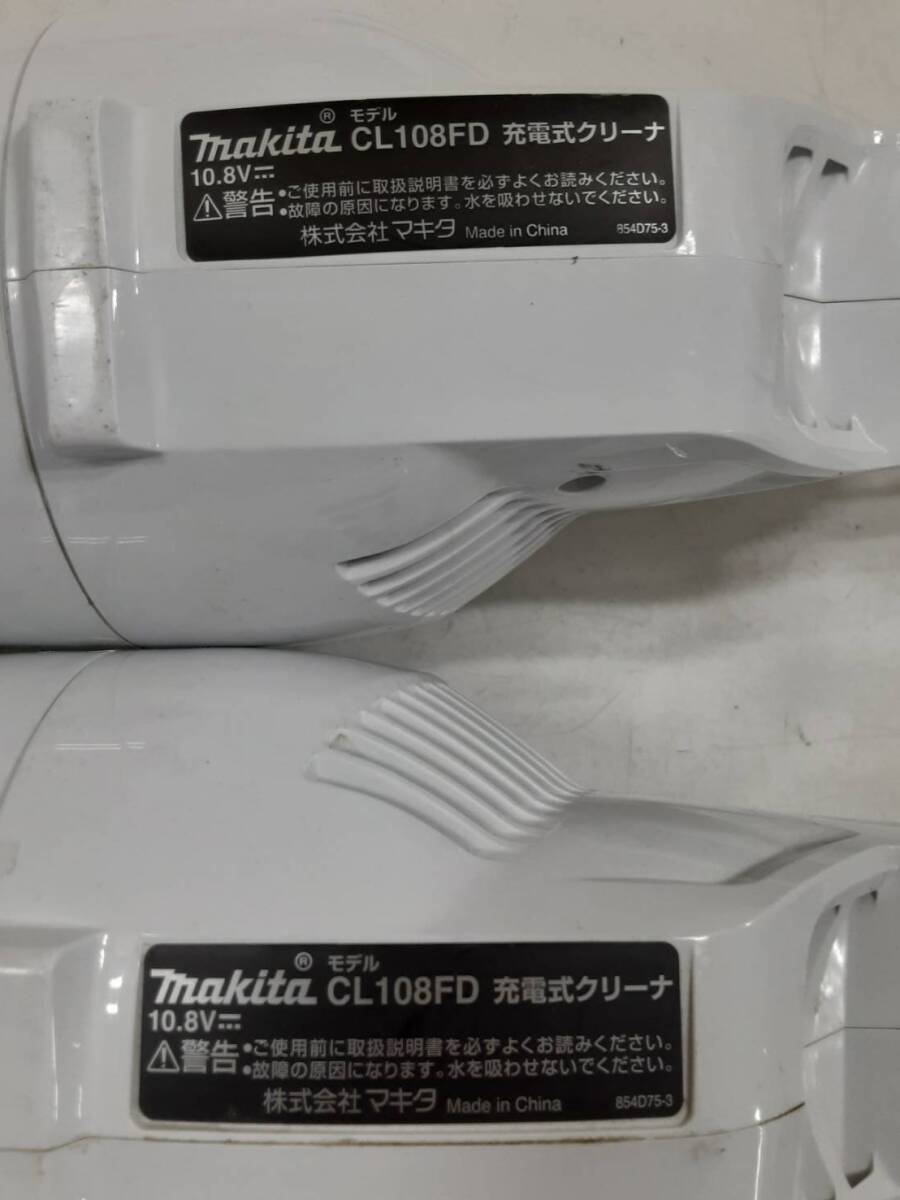 モデル
makita® CL108FD 充電式クリーナ
10.8V⎓
⚠警告 •ご使用前に取扱説明書を必ずよくお読みください。
•故障の原因になります。水を吸わせないでください。
株式会社マキタ Made in China 854D75-3
モデル
makita® CL108FD 充電式クリーナ
10.8V⎓
⚠警告 •ご使用前に取扱説明書を必ずよくお読みください。
•故障の原因になります。水を吸わせないでください。
株式会社マキタ Made in China 854D75-3